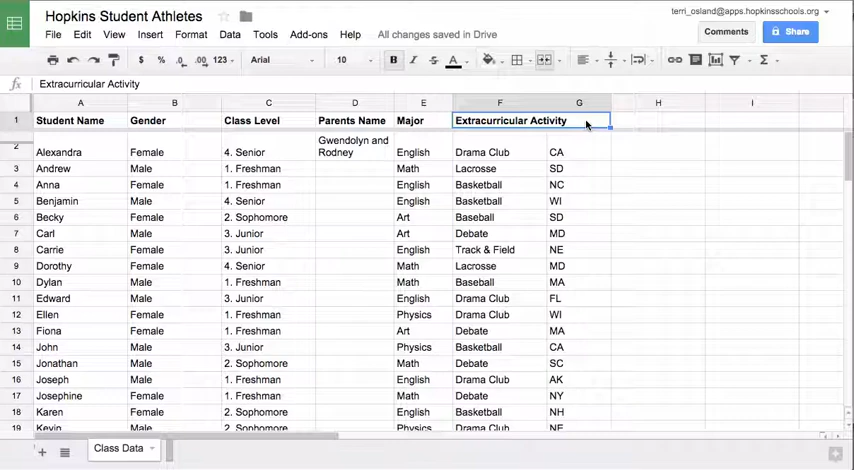 Hopkins Student Athletes
terri_osland@apps.hopkinsschools.org
File Edit View Insert Format Data Tools Add-ons Help All changes saved in Drive
Comments Share
$ % .0 .00 123 Arial 10 B I S A Σ
fx Extracurricular Activity
A B C D E F G H I
1 Student Name Gender Class Level Parents Name Major Extracurricular Activity
Gwendolyn and
2 Alexandra Female 4. Senior Rodney English Drama Club CA
3 Andrew Male 1. Freshman Math Lacrosse SD
4 Anna Female 1. Freshman English Basketball NC
5 Benjamin Male 4. Senior English Basketball WI
6 Becky Female 2. Sophomore Art Baseball SD
7 Carl Male 3. Junior Art Debate MD
8 Carrie Female 3. Junior English Track & Field NE
9 Dorothy Female 4. Senior Math Lacrosse MD
10 Dylan Male 1. Freshman Math Baseball MA
11 Edward Male 3. Junior English Drama Club FL
12 Ellen Female 1. Freshman Physics Drama Club WI
13 Fiona Female 1. Freshman Art Debate MA
14 John Male 3. Junior Physics Basketball CA
15 Jonathan Male 2. Sophomore Math Debate SC
16 Joseph Male 1. Freshman English Drama Club AK
17 Josephine Female 1. Freshman Math Debate NY
18 Karen Female 2. Sophomore English Basketball NH
19 Kevin Male 2. Sophomore Physics Drama Club NE
+ Class Data